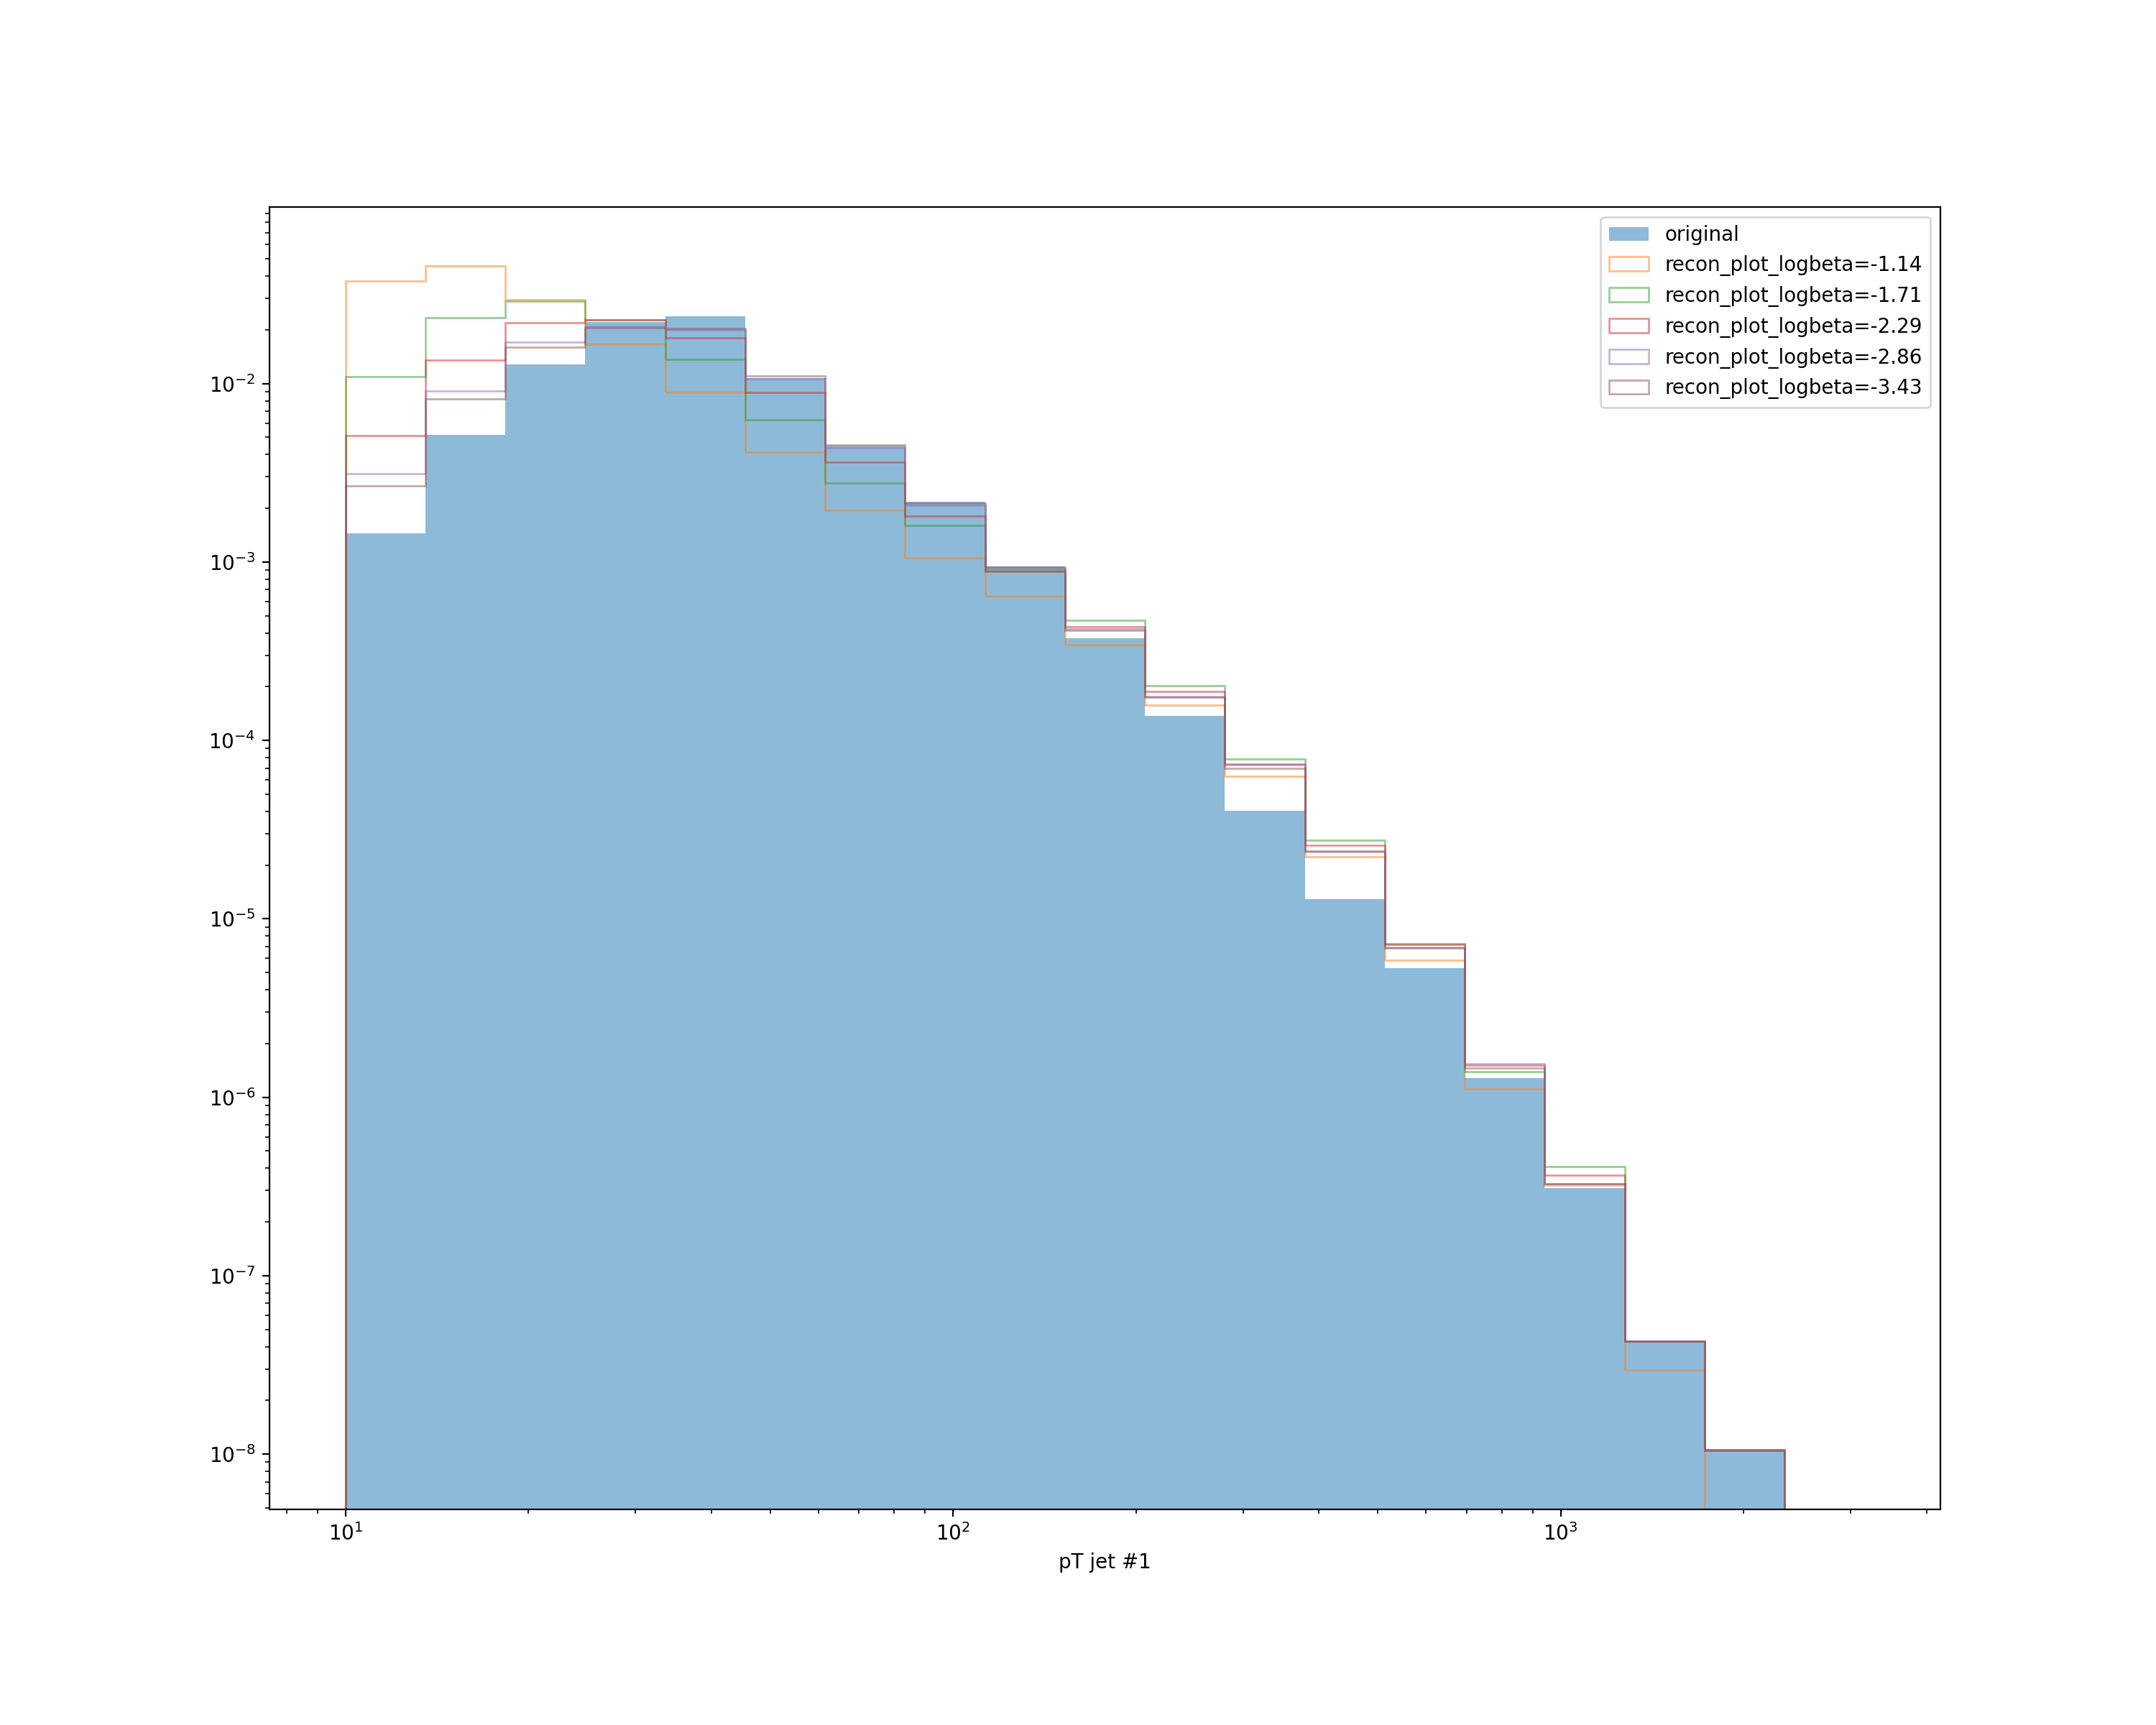 original
recon_plot_logbeta=-1.14
recon_plot_logbeta=-1.71
recon_plot_logbeta=-2.29
recon_plot_logbeta=-2.86
recon_plot_logbeta=-3.43
10⁻²
10⁻³
10⁻⁴
10⁻⁵
10⁻⁶
10⁻⁷
10⁻⁸
10¹ 10² 10³
pT jet #1